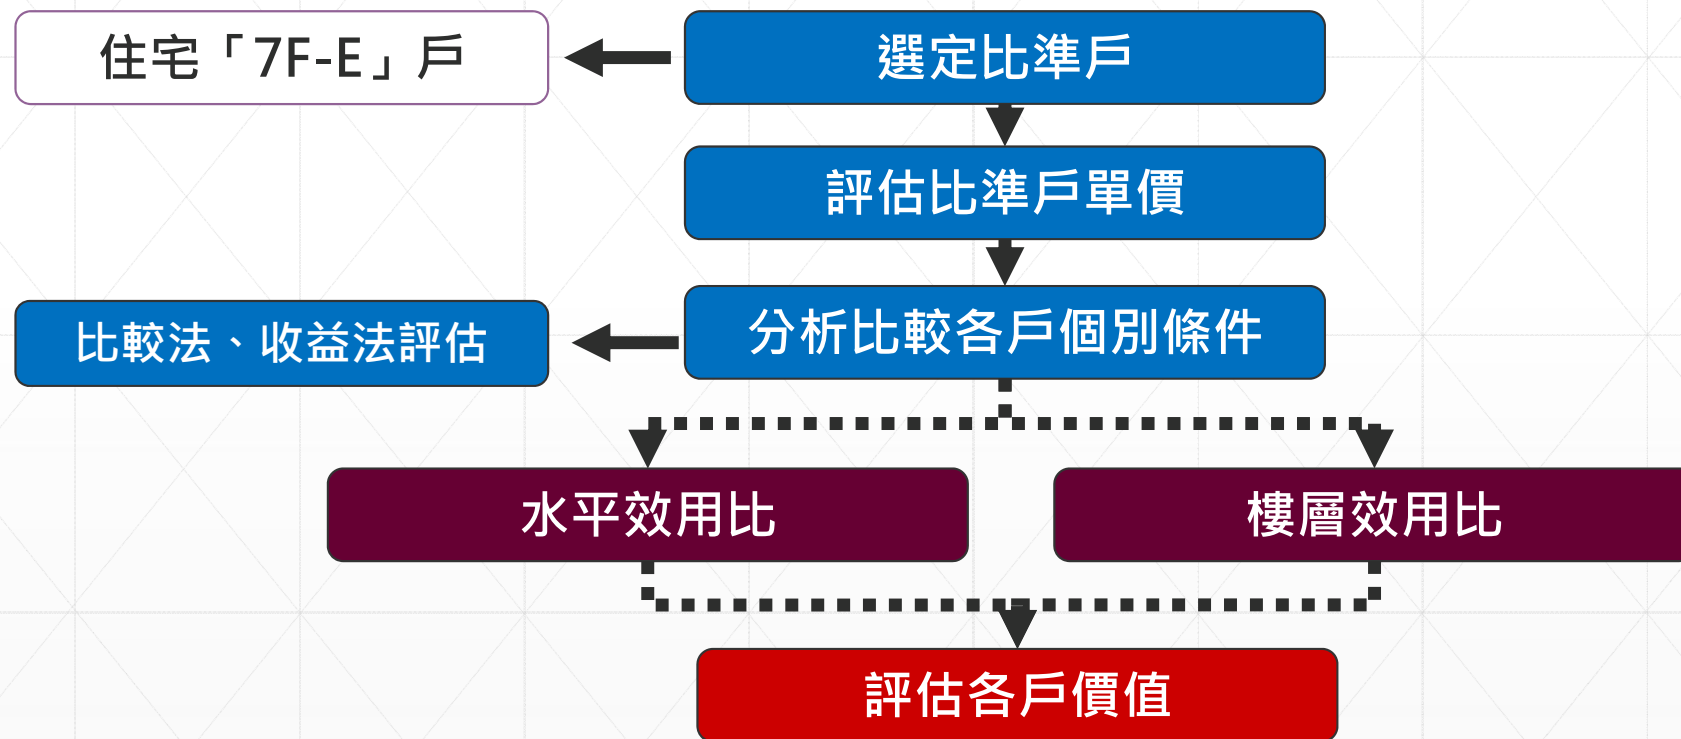 住宅「7F-E」戶
選定比準戶
評估比準戶單價
比較法、收益法評估
分析比較各戶個別條件
水平效用比
樓層效用比
評估各戶價值